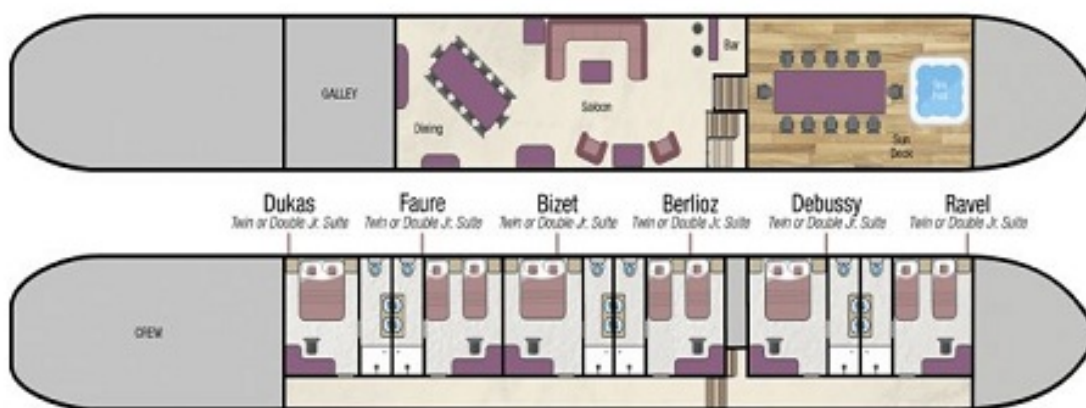 GALLEY
Dining
Saloon
Bar
Sun
Deck
Dukas
Twin or Double Jr. Suite
Faure
Twin or Double Jr. Suite
Bizet
Twin or Double Jr. Suite
Berlioz
Twin or Double Jr. Suite
Debussy
Twin or Double Jr. Suite
Ravel
Twin or Double Jr. Suite
CREW